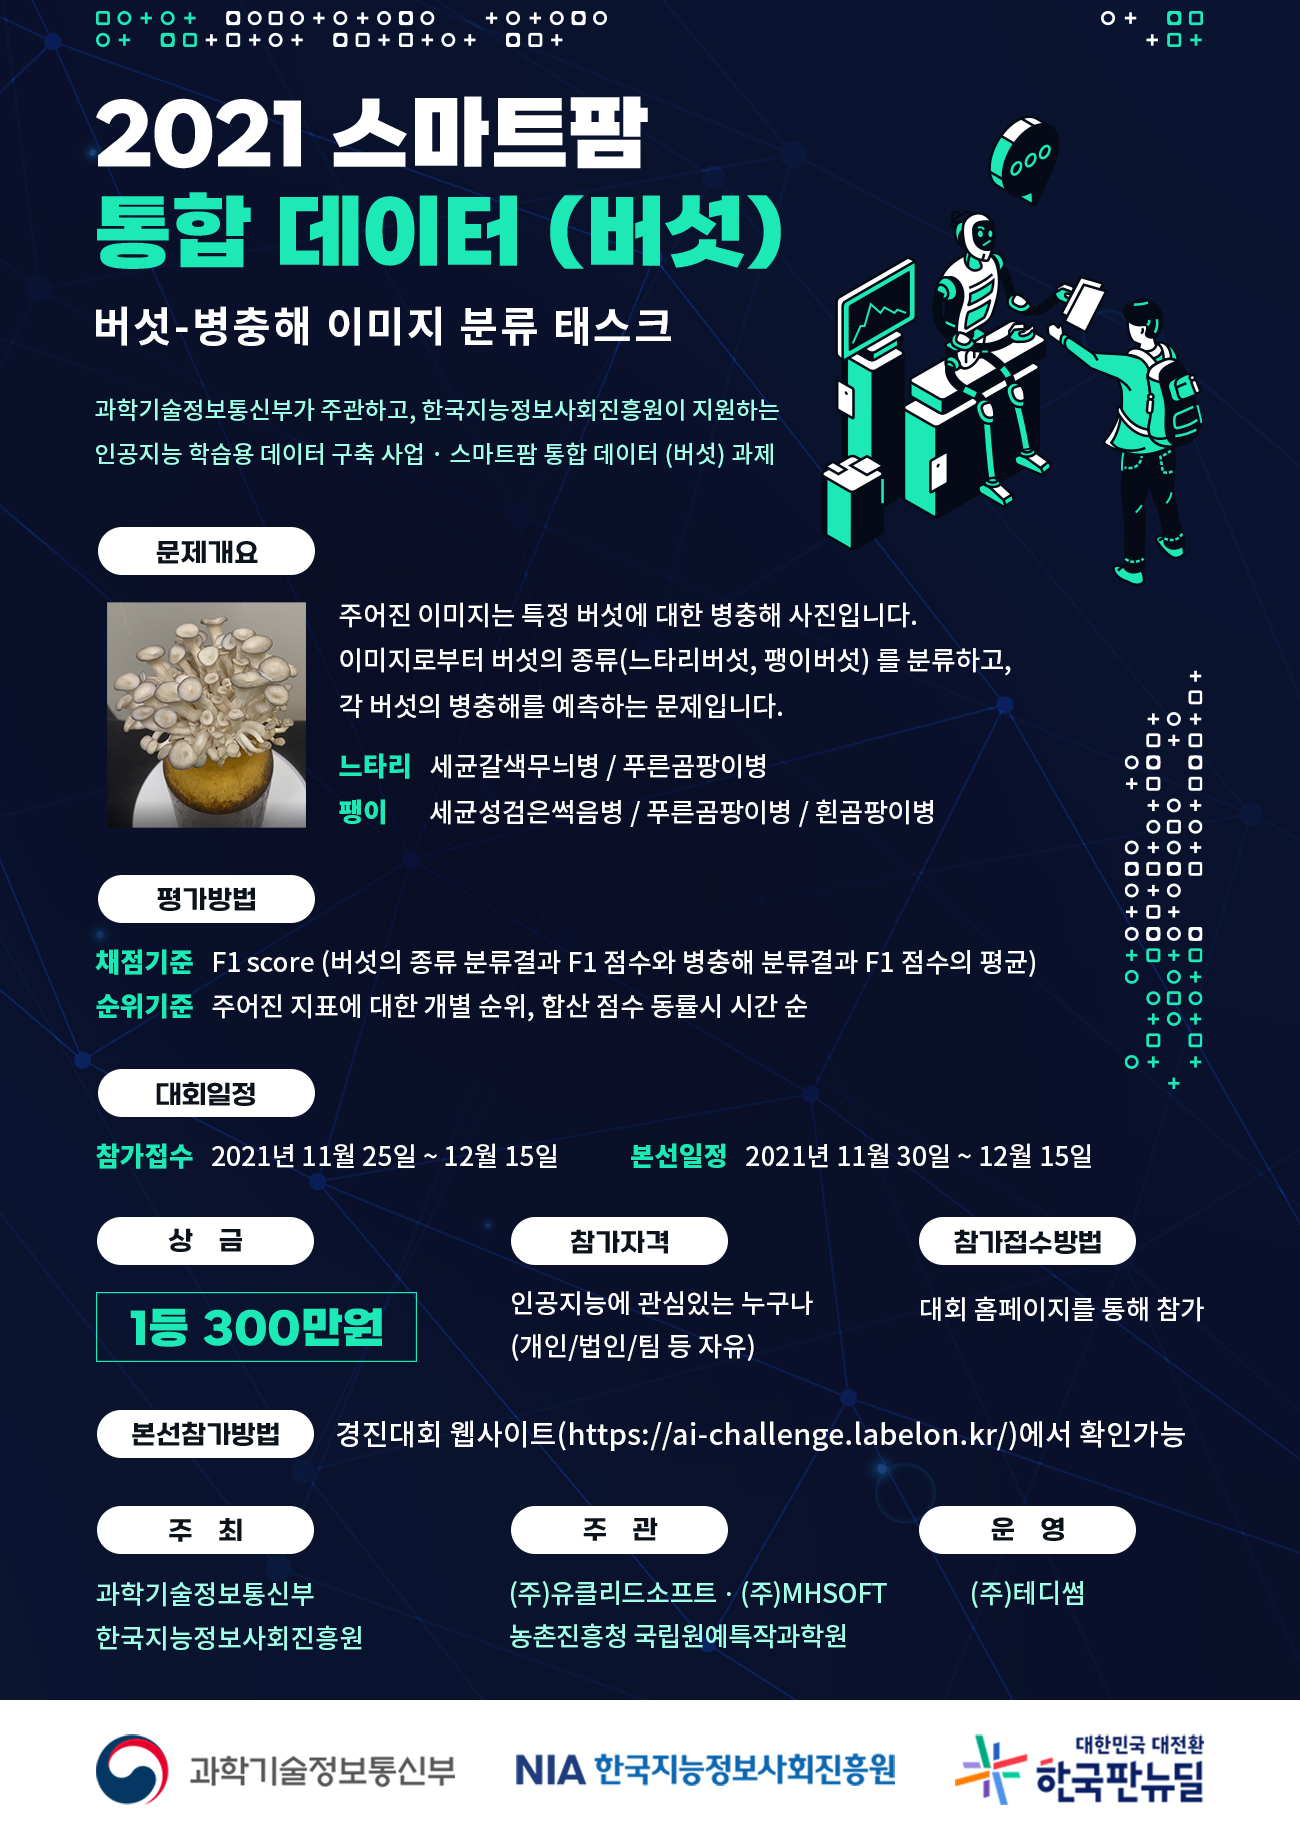 2021 스마트팜
통합 데이터 (버섯)
버섯-병충해 이미지 분류 태스크
과학기술정보통신부가 주관하고, 한국지능정보사회진흥원이 지원하는
인공지능 학습용 데이터 구축 사업 · 스마트팜 통합 데이터 (버섯) 과제
문제개요
주어진 이미지는 특정 버섯에 대한 병충해 사진입니다.
이미지로부터 버섯의 종류(느타리버섯, 팽이버섯) 를 분류하고,
각 버섯의 병충해를 예측하는 문제입니다.
느타리 세균갈색무늬병 / 푸른곰팡이병
팽이 세균성검은썩음병 / 푸른곰팡이병 / 흰곰팡이병
평가방법
채점기준 F1 score (버섯의 종류 분류결과 F1 점수와 병충해 분류결과 F1 점수의 평균)
순위기준 주어진 지표에 대한 개별 순위, 합산 점수 동률시 시간 순
대회일정
참가접수 2021년 11월 25일 ~ 12월 15일 본선일정 2021년 11월 30일 ~ 12월 15일
상 금
1등 300만원
참가자격
인공지능에 관심있는 누구나
(개인/법인/팀 등 자유)
참가접수방법
대회 홈페이지를 통해 참가
본선참가방법 경진대회 웹사이트(https://ai-challenge.labelon.kr/)에서 확인가능
주 최
과학기술정보통신부
한국지능정보사회진흥원
주 관
(주)유클리드소프트 · (주)MHSOFT
농촌진흥청 국립원예특작과학원
운 영
(주)테디썸
과학기술정보통신부
NIA 한국지능정보사회진흥원
대한민국 대전환
한국판뉴딜